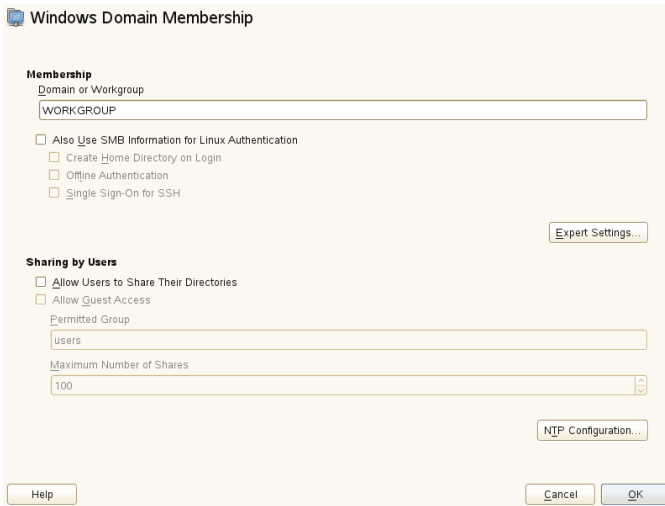 Windows Domain Membership
Membership
Domain or Workgroup
WORKGROUP
Also Use SMB Information for Linux Authentication
Create Home Directory on Login
Offline Authentication
Single Sign-On for SSH
Expert Settings...
Sharing by Users
Allow Users to Share Their Directories
Allow Guest Access
Permitted Group
users
Maximum Number of Shares
100
NTP Configuration...
Help
Cancel
OK